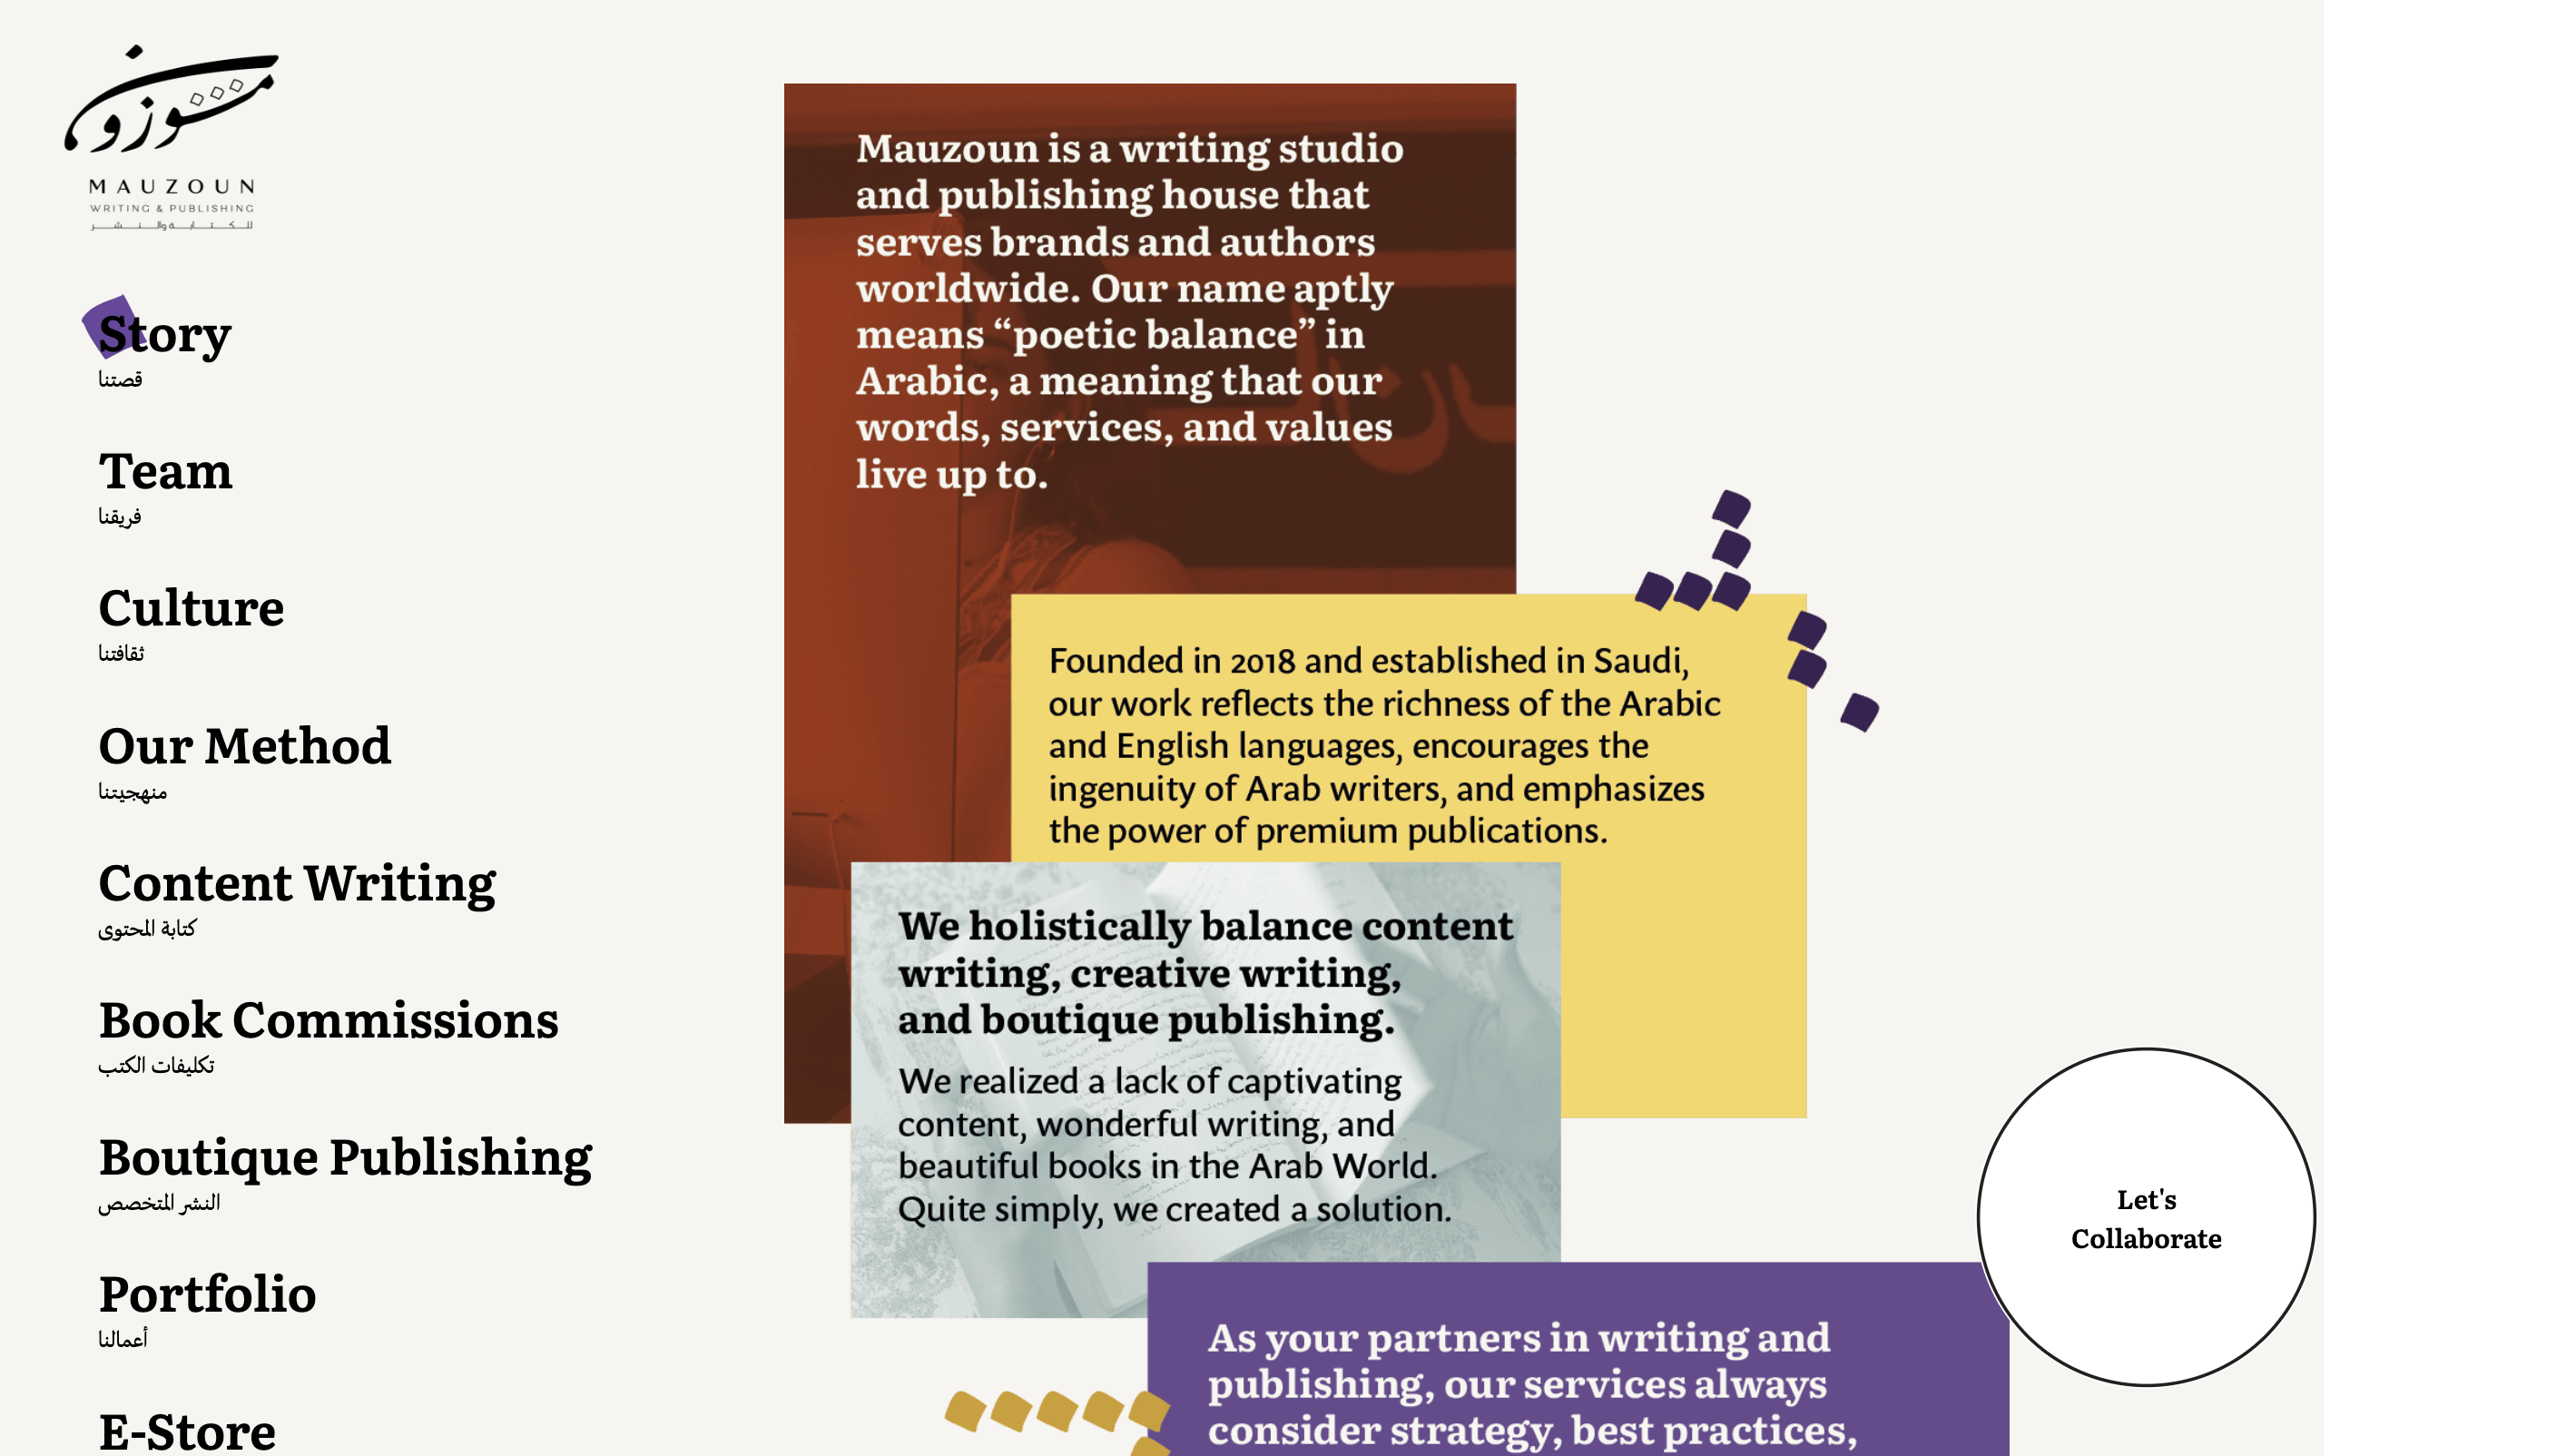 موزون
MAUZOUN
WRITING & PUBLISHING
للكتابة والنشر
Story
قصتنا
Team
فريقنا
Culture
ثقافتنا
Our Method
منهجيتنا
Content Writing
كتابة المحتوى
Book Commissions
تكليفات الكتب
Boutique Publishing
النشر المتخصص
Portfolio
أعمالنا
E-Store
Mauzoun is a writing studio
and publishing house that
serves brands and authors
worldwide. Our name aptly
means “poetic balance” in
Arabic, a meaning that our
words, services, and values
live up to.
Founded in 2018 and established in Saudi,
our work reflects the richness of the Arabic
and English languages, encourages the
ingenuity of Arab writers, and emphasizes
the power of premium publications.
We holistically balance content
writing, creative writing,
and boutique publishing.
We realized a lack of captivating
content, wonderful writing, and
beautiful books in the Arab World.
Quite simply, we created a solution.
As your partners in writing and
publishing, our services always
consider strategy, best practices,
Let's
Collaborate